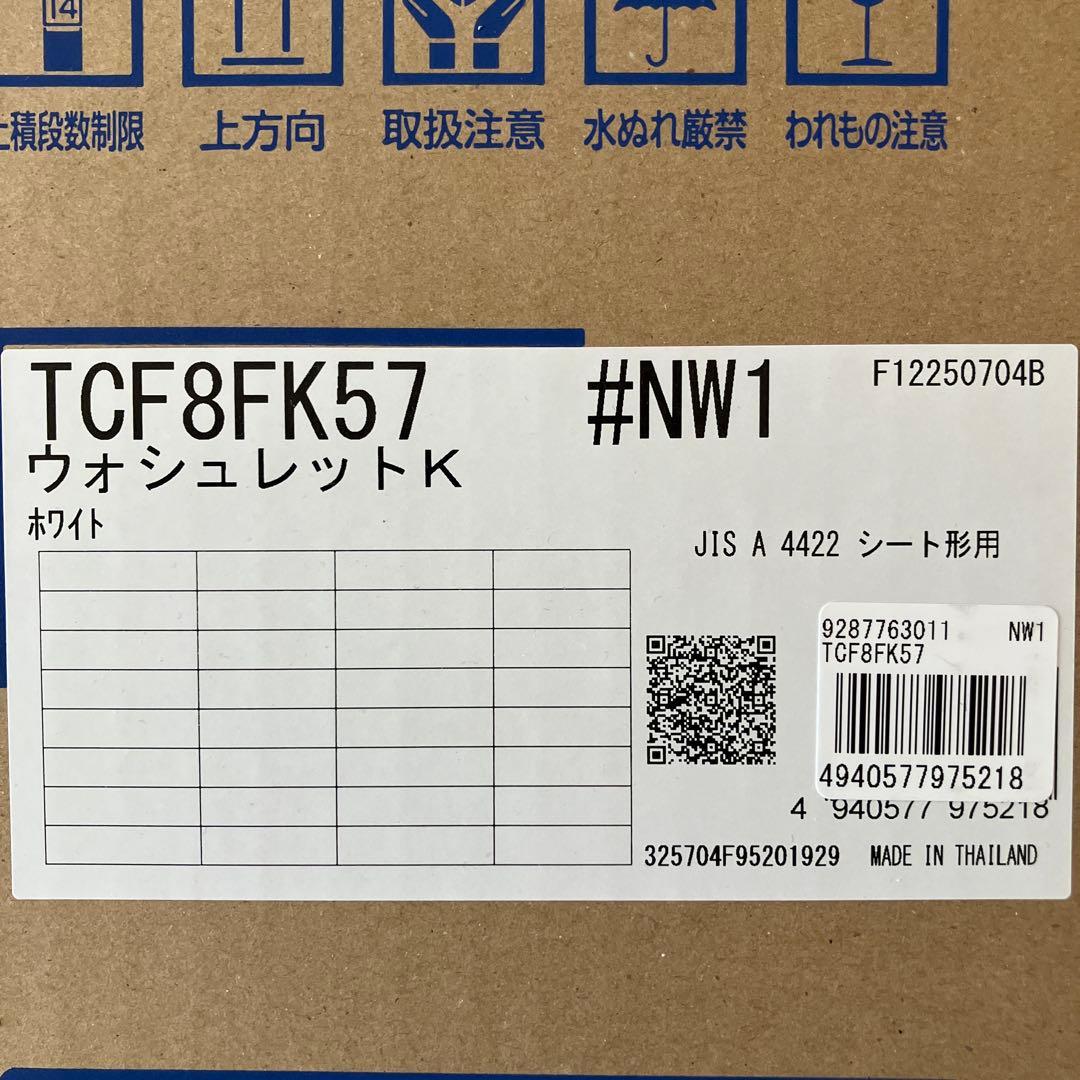 14
上積段数制限
上方向
取扱注意
水ぬれ厳禁
われもの注意
TCF8FK57 #NW1 F12250704B
ウォシュレットK
ホワイト
JIS A 4422 シート形用
9287763011 NW1
TCF8FK57
4940577975218
4 940577 975218
325704F95201929 MADE IN THAILAND